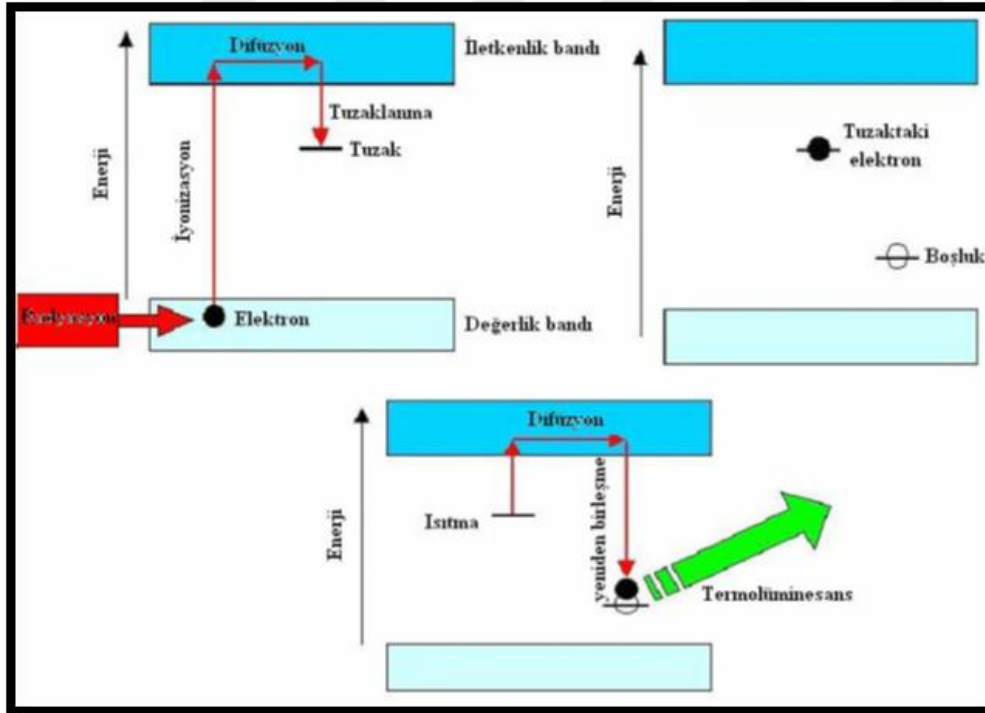 Difüzyon
İletkenlik bandı
Tuzaklanma
Tuzak
Enerji
İyonizasyon
Radyasyon
Elektron
Değerlik bandı
Enerji
Tuzaktaki
elektron
Boşluk
Difüzyon
Enerji
Isıtma
yeniden birleşme
Termolüminesans